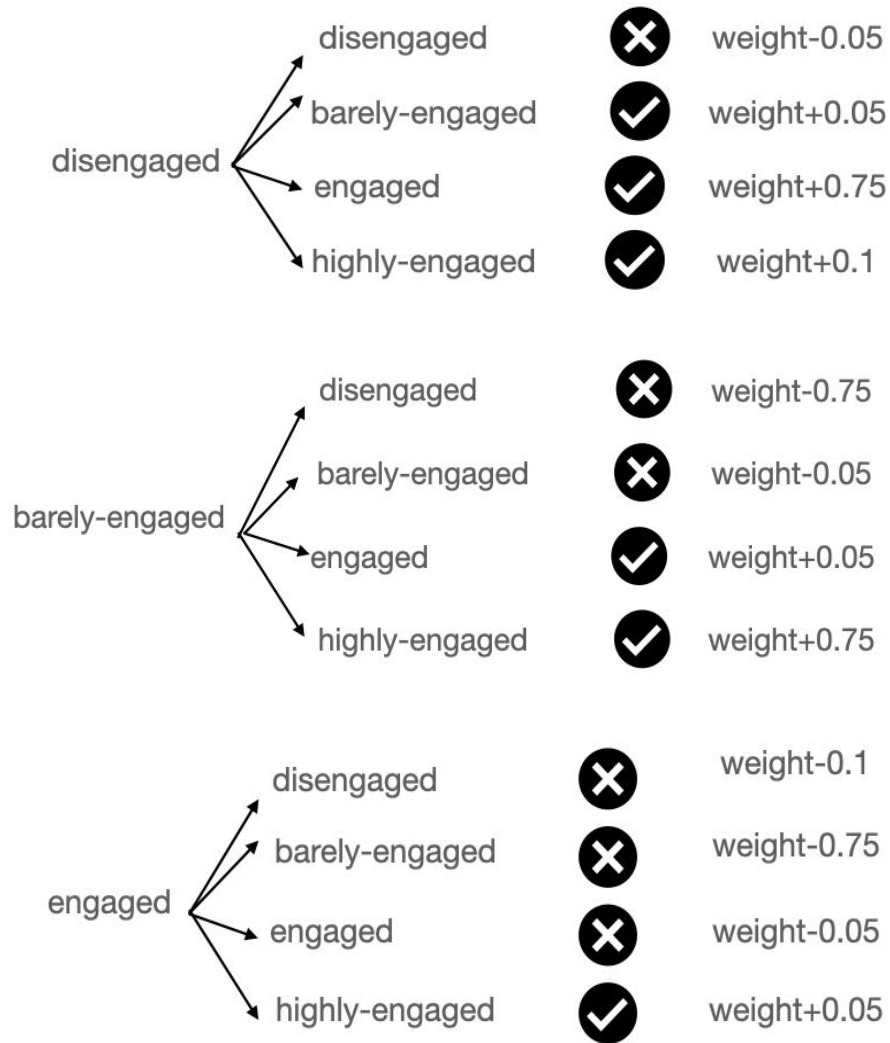 disengaged weight-0.05
barely-engaged weight+0.05
disengaged
engaged weight+0.75
highly-engaged weight+0.1
disengaged weight-0.75
barely-engaged weight-0.05
barely-engaged
engaged weight+0.05
highly-engaged weight+0.75
disengaged weight-0.1
barely-engaged weight-0.75
engaged
engaged weight-0.05
highly-engaged weight+0.05